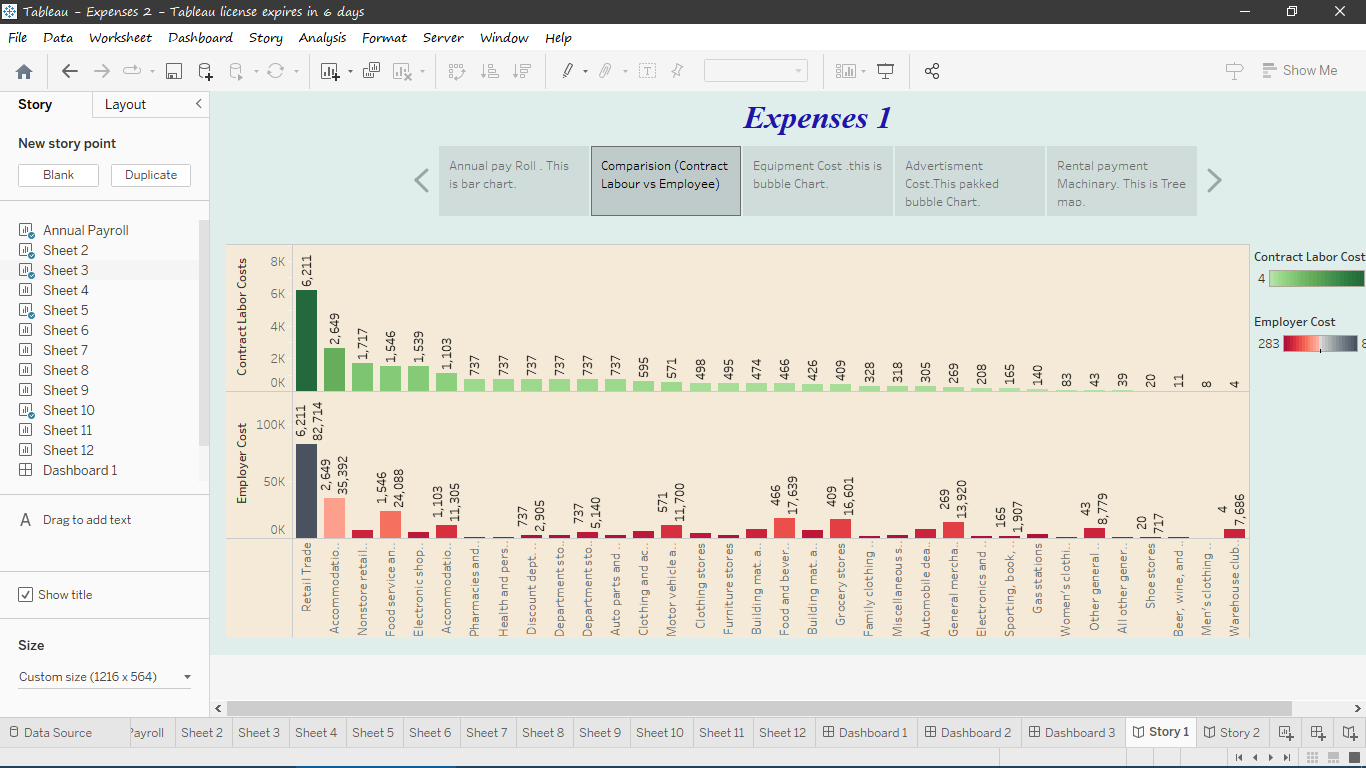 Tableau - Expenses 2 - Tableau license expires in 6 days
File Data Worksheet Dashboard Story Analysis Format Server Window Help
Show Me
Story Layout
New story point
Blank Duplicate
Annual Payroll
Sheet 2
Sheet 3
Sheet 4
Sheet 5
Sheet 6
Sheet 7
Sheet 8
Sheet 9
Sheet 10
Sheet 11
Sheet 12
Dashboard 1
A Drag to add text
Show title
Size
Custom size (1216 x 564)
Expenses 1
Annual pay Roll . This
is bar chart.
Comparision (Contract
Labour vs Employee)
Equipment Cost .this is
bubble Chart.
Advertisment
Cost.This pakked
bubble Chart.
Rental payment
Machinary. This is Tree
map.
Contract Labor Costs
8K
6K
4K
2K
0K
6,211
2,649
1,717
1,546
1,539
1,103
737
737
737
737
737
737
595
571
498
495
474
466
426
409
328
318
305
269
208
165
140
83
43
39
20
11
8
4
Employer Cost
100K
50K
0K
6,211
82,714
2,649
35,392
1,546
24,088
1,103
11,305
737
2,905
737
5,140
571
11,700
466
17,639
409
16,601
269
13,920
165
1,907
43
8,779
20
717
4
7,686
Retail Trade
Accommodatio..
Nonstore retail..
Food service an..
Electronic shop..
Accommodatio..
Pharmacies and..
Health and pers..
Discount dept. ..
Department sto..
Department sto..
Auto parts and ..
Clothing and ac..
Motor vehicle a..
Clothing stores
Furniture stores
Building mat. a..
Food and bever..
Building mat. a..
Grocery stores
Family clothing ..
Miscellaneous s..
Automobile dea..
General mercha..
Electronics and ..
Sporting, book, ..
Gas stations
Women's clothi..
Other general ..
All other gener..
Shoe stores
Beer, wine, and ..
Men's clothing ..
Warehouse club..
Contract Labor Cost
4
Employer Cost
283
Data Source Payroll Sheet 2 Sheet 3 Sheet 4 Sheet 5 Sheet 6 Sheet 7 Sheet 8 Sheet 9 Sheet 10 Sheet 11 Sheet 12 Dashboard 1 Dashboard 2 Dashboard 3 Story 1 Story 2